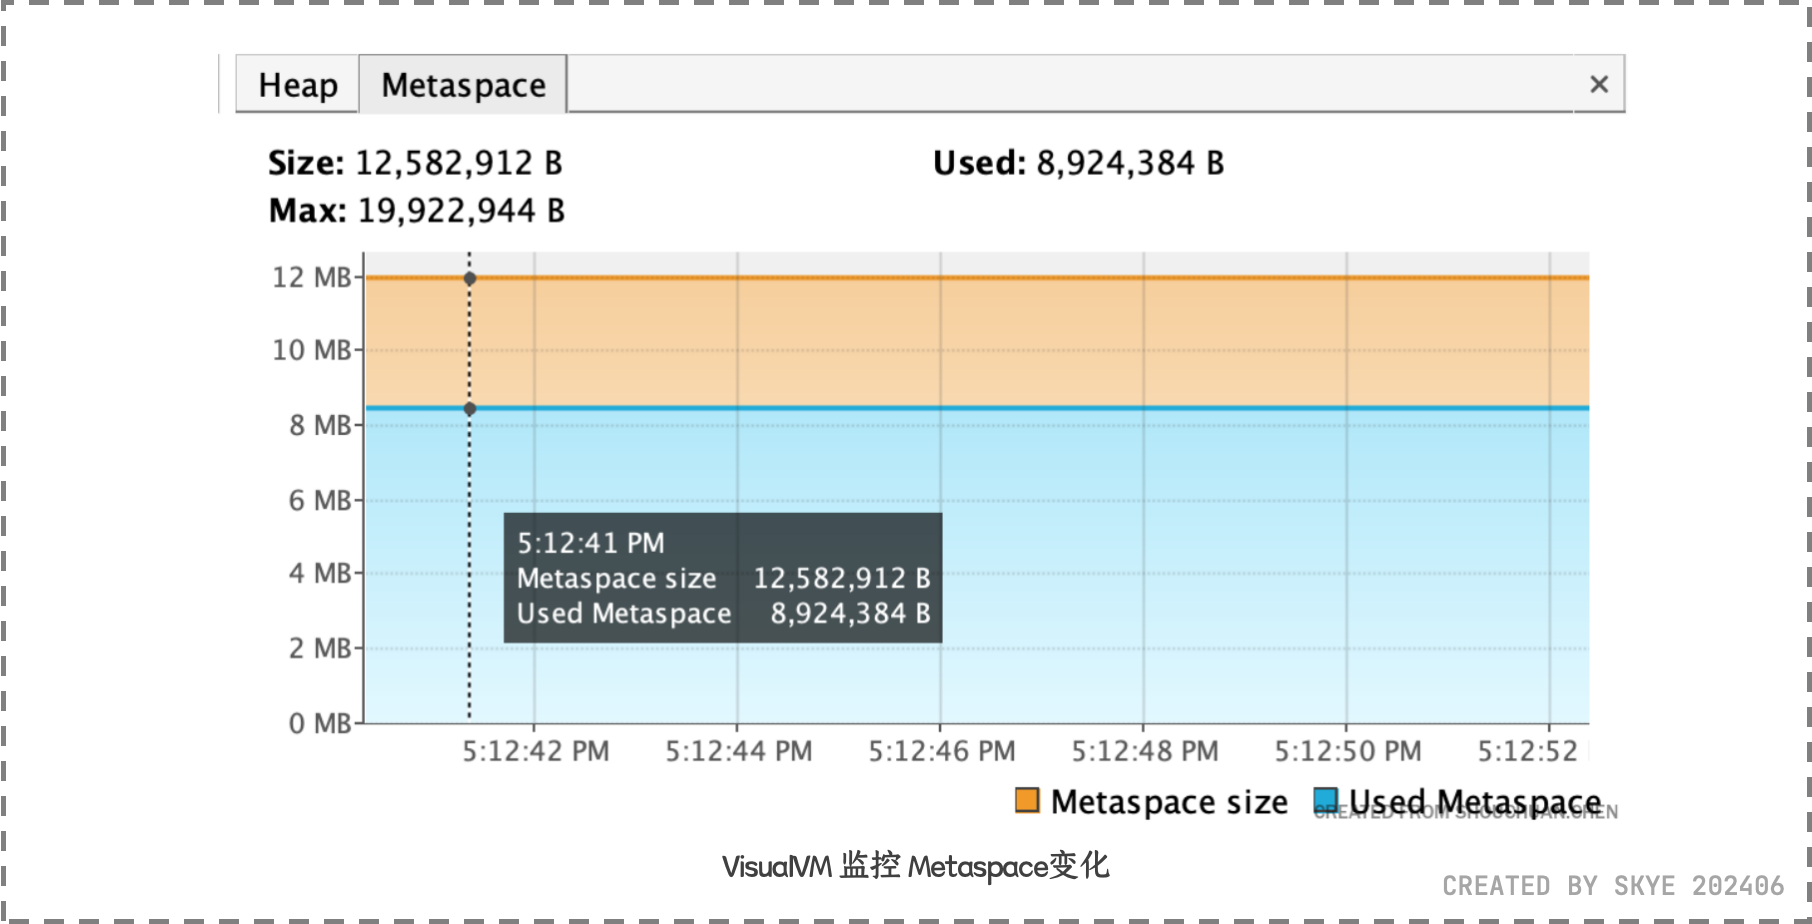 Heap Metaspace ×
Size: 12,582,912 B Used: 8,924,384 B
Max: 19,922,944 B
12 MB
10 MB
8 MB
6 MB
4 MB
2 MB
0 MB
5:12:41 PM
Metaspace size 12,582,912 B
Used Metaspace 8,924,384 B
5:12:42 PM 5:12:44 PM 5:12:46 PM 5:12:48 PM 5:12:50 PM 5:12:52
Metaspace size Used Metaspace
CREATED FROM SHOUCHUAN.CHEN
VisualVM 监控 Metaspace变化
CREATED BY SKYE 202406